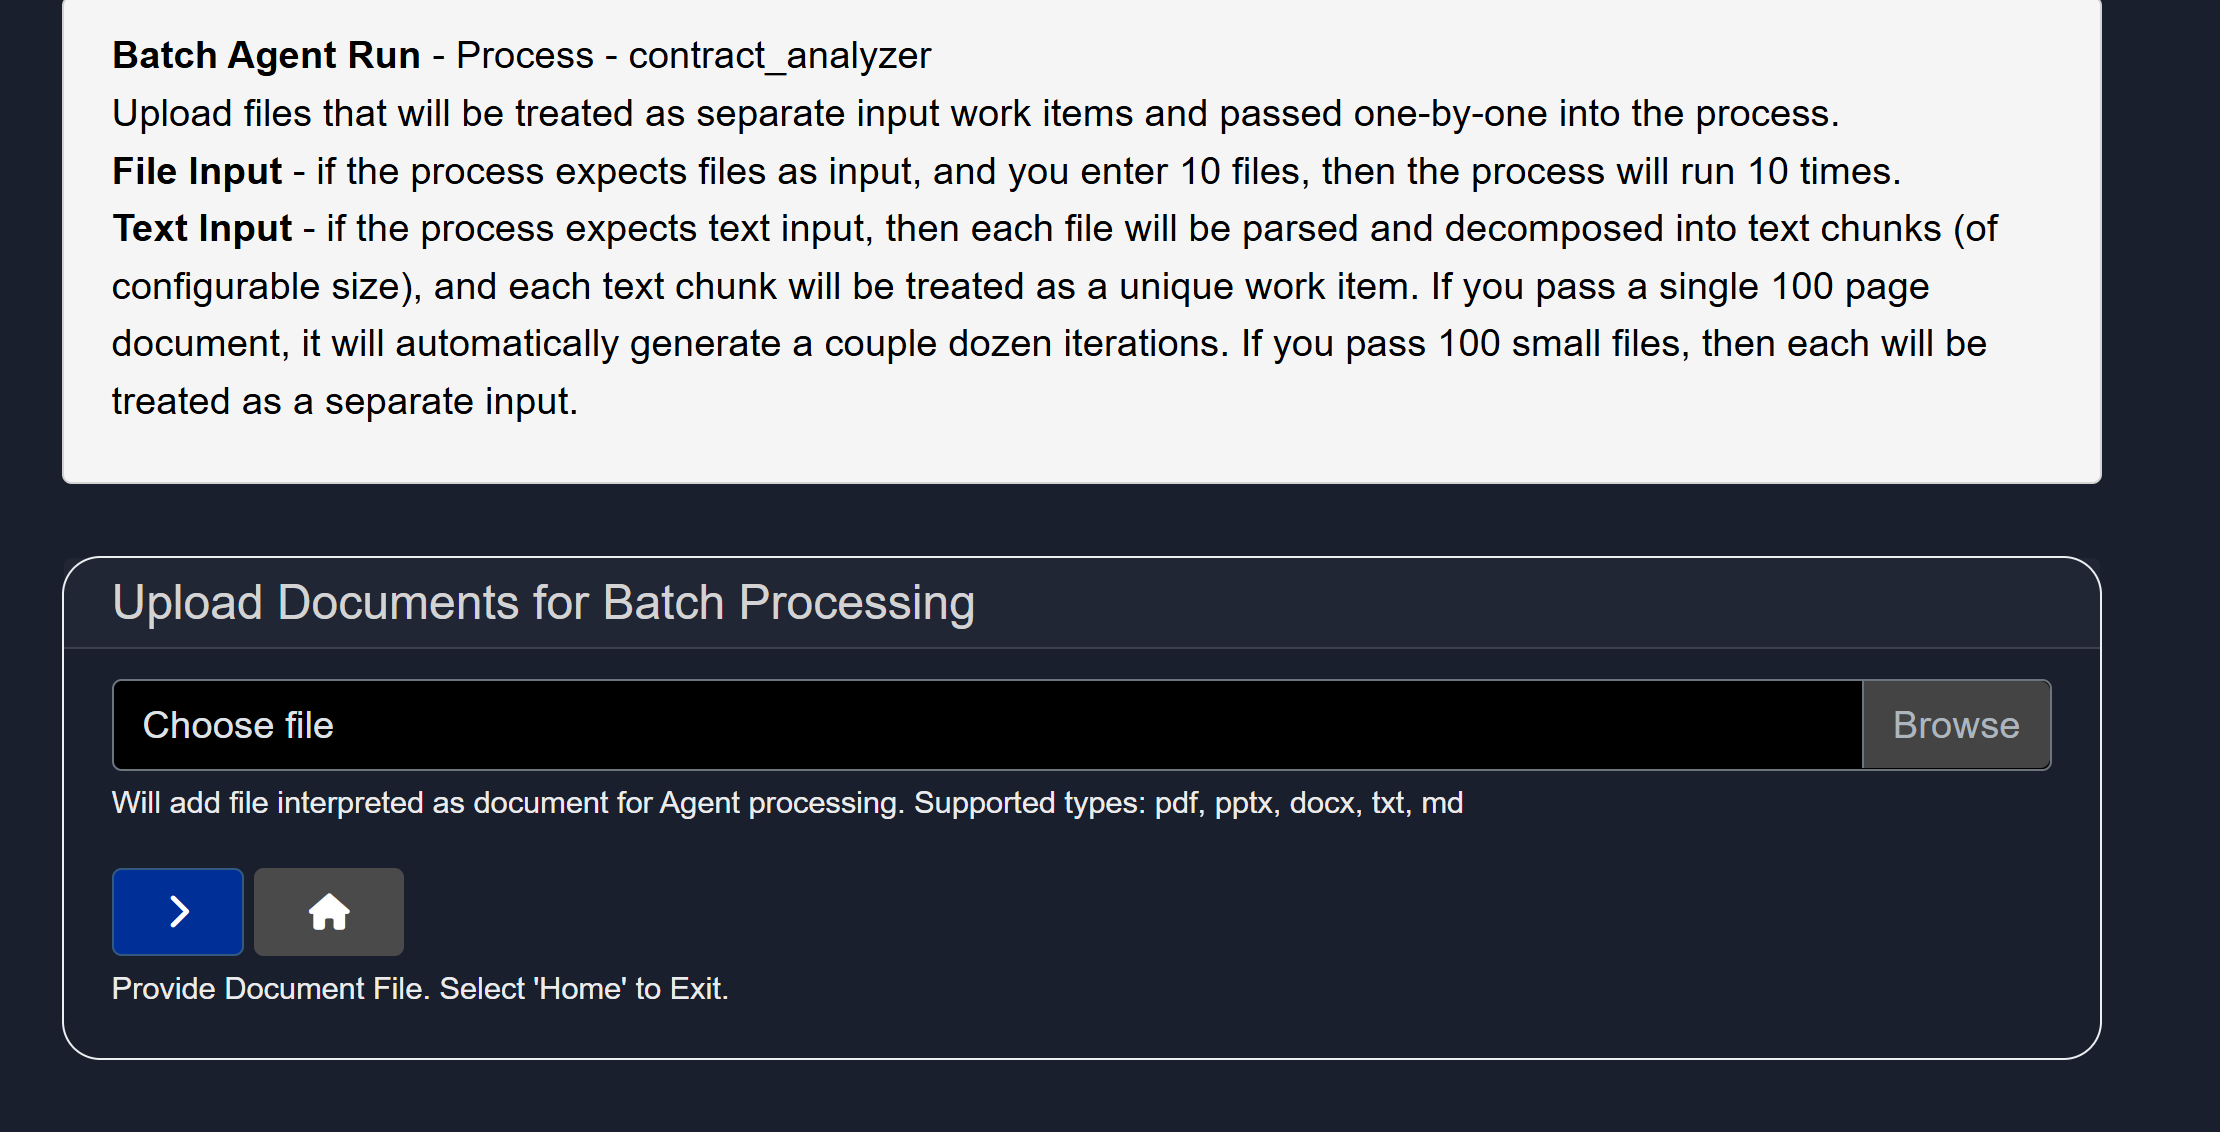 Batch Agent Run - Process - contract_analyzer
Upload files that will be treated as separate input work items and passed one-by-one into the process.
File Input - if the process expects files as input, and you enter 10 files, then the process will run 10 times.
Text Input - if the process expects text input, then each file will be parsed and decomposed into text chunks (of
configurable size), and each text chunk will be treated as a unique work item. If you pass a single 100 page
document, it will automatically generate a couple dozen iterations. If you pass 100 small files, then each will be
treated as a separate input.
Upload Documents for Batch Processing
Choose file
Browse
Will add file interpreted as document for Agent processing. Supported types: pdf, pptx, docx, txt, md
Provide Document File. Select 'Home' to Exit.